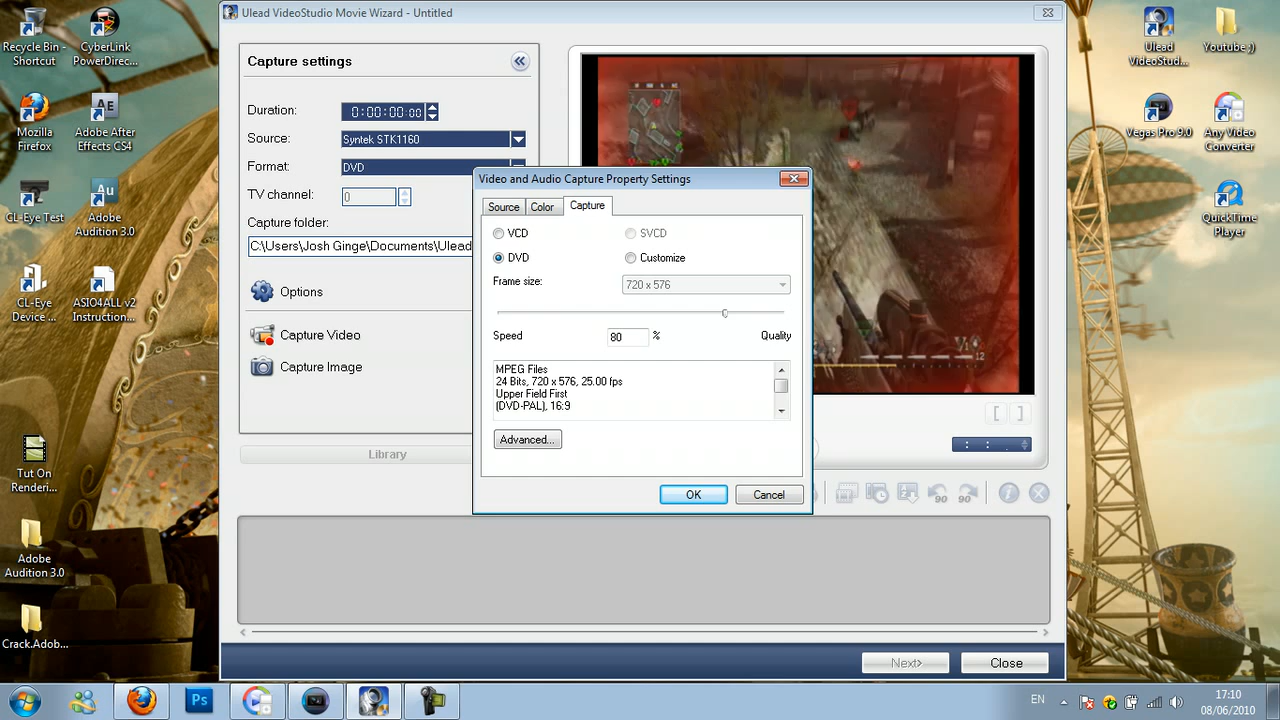 Recycle Bin -
Shortcut
CyberLink
PowerDirec...
Mozilla
Firefox
Adobe After
Effects CS4
CL-Eye Test
Adobe
Audition 3.0
CL-Eye
Device ...
ASIO4ALL v2
Instruction...
Tut On
Renderi...
Adobe
Audition 3.0
Crack.Adob...
Ulead VideoStudio Movie Wizard - Untitled
Capture settings
Duration:
0:00:00:00
Source:
Syntek STK1160
Format:
DVD
TV channel:
0
Capture folder:
C:\Users\Josh Ginge\Documents\Ulead
Options
Capture Video
Capture Image
Library
12
Video and Audio Capture Property Settings
Source
Color
Capture
VCD
SVCD
DVD
Customize
Frame size:
720 x 576
Speed
80
%
Quality
MPEG Files
24 Bits, 720 x 576, 25.00 fps
Upper Field First
(DVD-PAL), 16:9
Advanced...
OK
Cancel
[ ]
: : .
90
90
Next>
Close
Ulead
VideoStud...
Youtube ;)
Vegas Pro 9.0
Any Video
Converter
QuickTime
Player
Ps
EN
17:10
08/06/2010